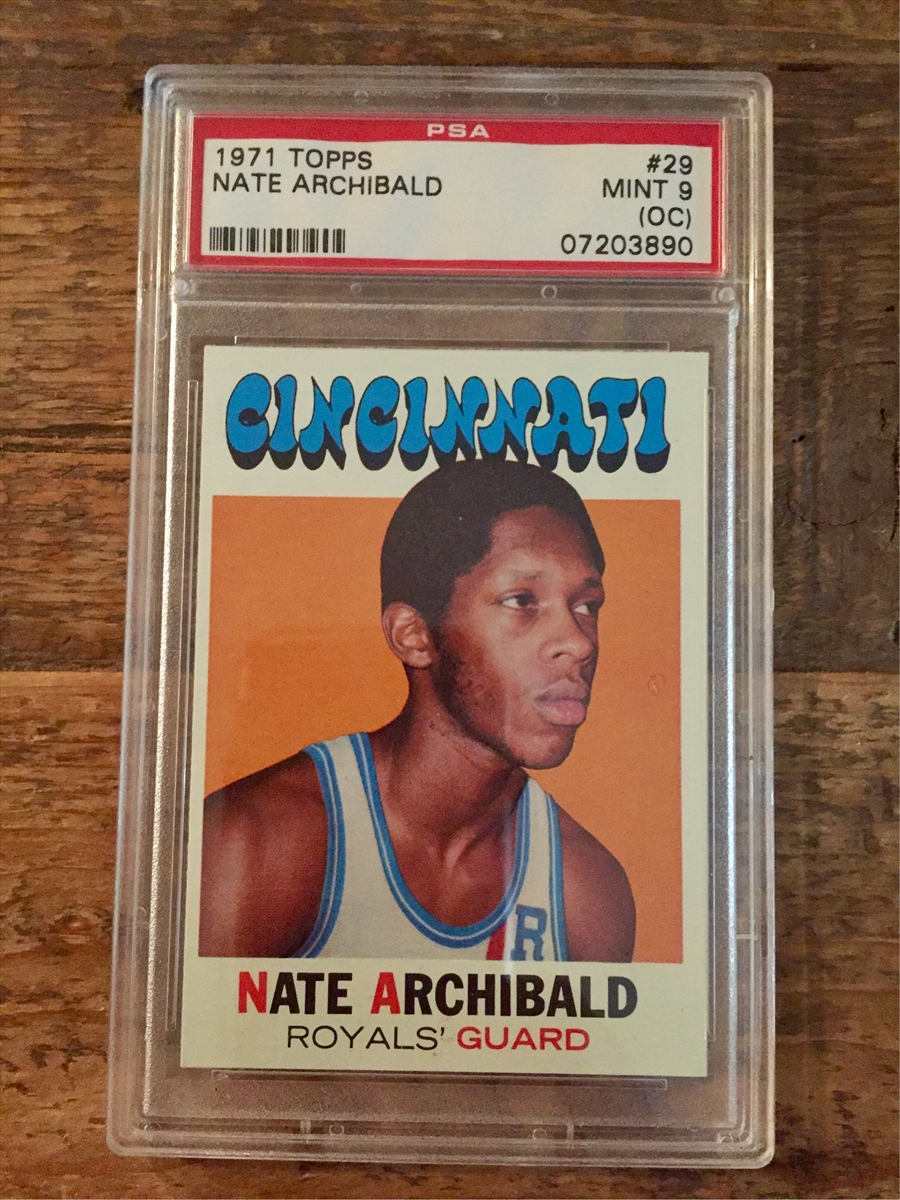 PSA
1971 TOPPS #29
NATE ARCHIBALD MINT 9
(OC)
07203890
CINCINNATI
R
NATE ARCHIBALD
ROYALS' GUARD